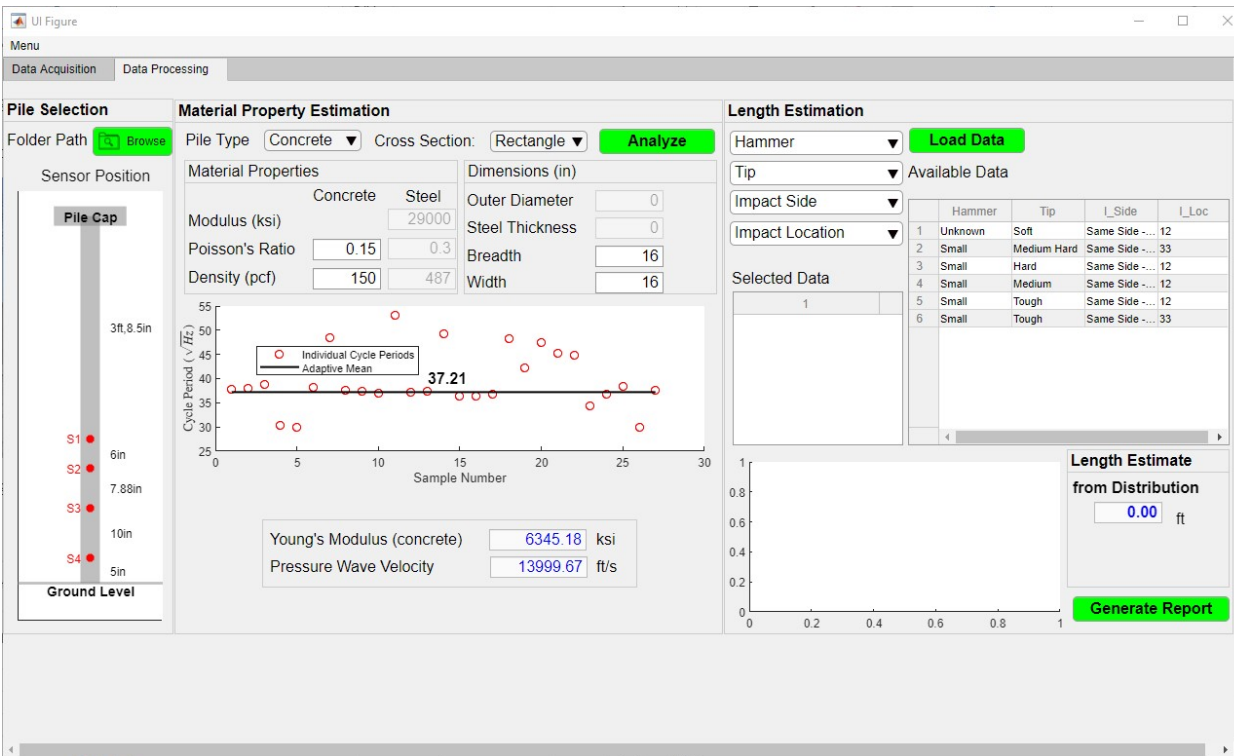 UI Figure
Menu
Data Acquisition Data Processing
Pile Selection
Folder Path Browse
Sensor Position
Pile Cap
3ft,8.5in
S1
6in
S2
7.88in
S3
10in
S4
5in
Ground Level
Material Property Estimation
Pile Type Concrete Cross Section: Rectangle Analyze
Material Properties
Concrete Steel
Modulus (ksi) 29000
Poisson's Ratio 0.15 0.3
Density (pcf) 150 487
Dimensions (in)
Outer Diameter 0
Steel Thickness 0
Breadth 16
Width 16
Cycle Period (√Hz)
55
50
45
40
35
30
25
Individual Cycle Periods
Adaptive Mean
37.21
0 5 10 15 20 25 30
Sample Number
Young's Modulus (concrete) 6345.18 ksi
Pressure Wave Velocity 13999.67 ft/s
Length Estimation
Hammer
Tip
Impact Side
Impact Location
Load Data
Available Data
Hammer Tip I_Side I_Loc
1 Unknown Soft Same Side -... 12
2 Small Medium Hard Same Side -... 33
3 Small Hard Same Side -... 12
4 Small Medium Same Side -... 12
5 Small Tough Same Side -... 12
6 Small Tough Same Side -... 33
Selected Data
1
1
0.8
0.6
0.4
0.2
0
0 0.2 0.4 0.6 0.8 1
Length Estimate
from Distribution
0.00 ft
Generate Report